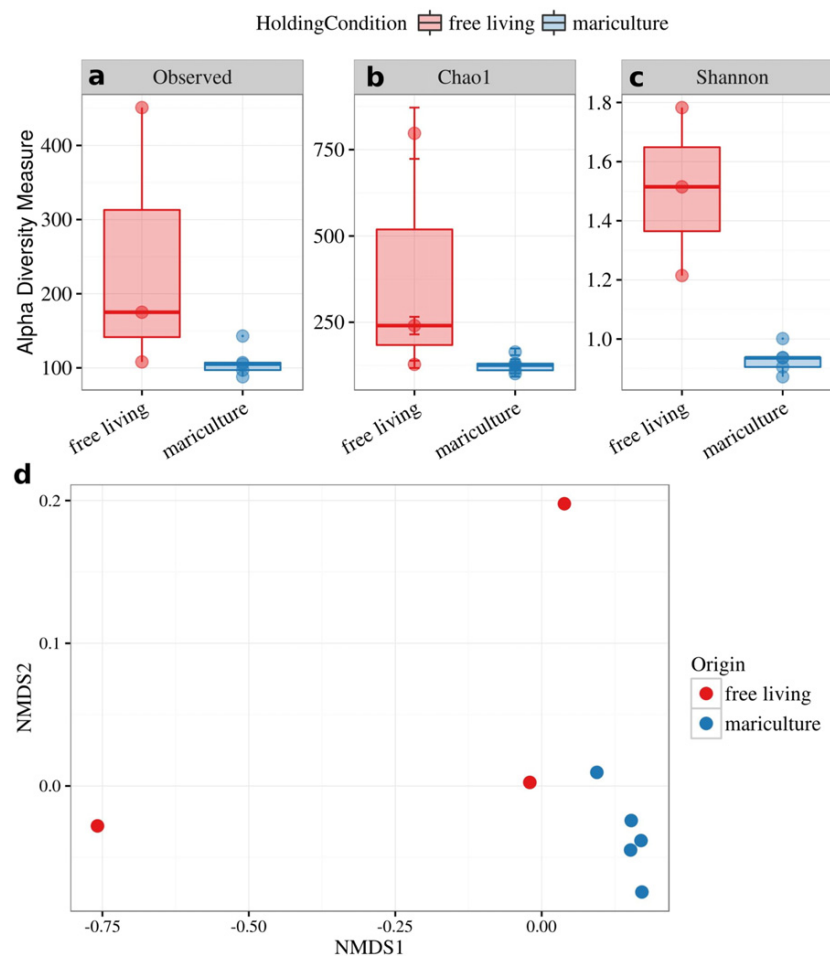 HoldingCondition free living mariculture
a Observed b Chao1 c Shannon
Alpha Diversity Measure
400
300
200
100
free living mariculture
750
500
250
free living mariculture
1.8
1.6
1.4
1.2
1.0
free living mariculture
d
NMDS2
0.2
0.1
0.0
-0.75 -0.50 -0.25 0.00
NMDS1
Origin
free living
mariculture